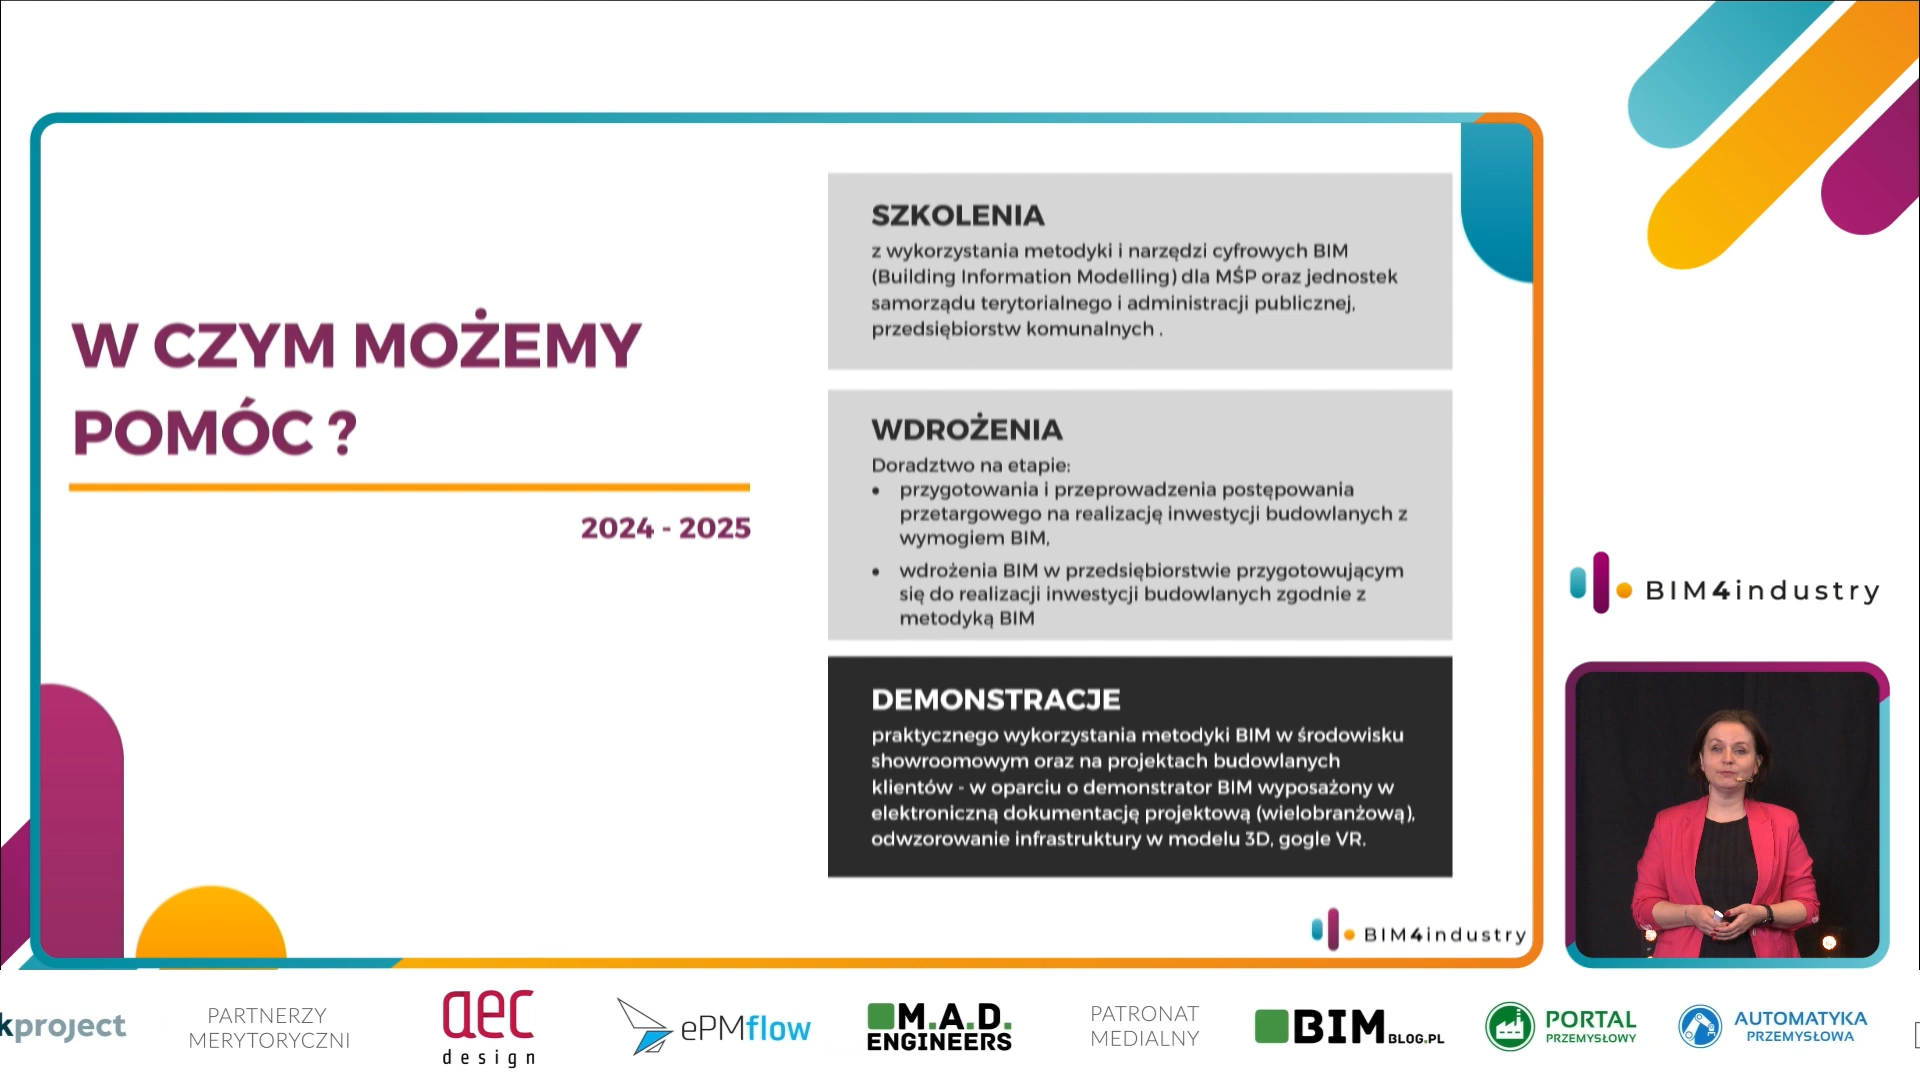 W CZYM MOŻEMY
POMÓC ?
2024 - 2025
SZKOLENIA
z wykorzystania metodyki i narzędzi cyfrowych BIM
(Building Information Modelling) dla MŚP oraz jednostek
samorządu terytorialnego i administracji publicznej,
przedsiębiorstw komunalnych .
WDROŻENIA
Doradztwo na etapie:
• przygotowania i przeprowadzenia postępowania
przetargowego na realizację inwestycji budowlanych z
wymogiem BIM,
• wdrożenia BIM w przedsiębiorstwie przygotowującym
się do realizacji inwestycji budowlanych zgodnie z
metodyką BIM
DEMONSTRACJE
praktycznego wykorzystania metodyki BIM w środowisku
showroomowym oraz na projektach budowlanych
klientów - w oparciu o demonstrator BIM wyposażony w
elektroniczną dokumentację projektową (wielobranżową),
odwzorowanie infrastruktury w modelu 3D, gogle VR.
BIM4industry
BIM4industry
kproject
PARTNERZY
MERYTORYCZNI
aec
design
ePMflow
M.A.D.
ENGINEERS
PATRONAT
MEDIALNY
BIMBLOG.PL
PORTAL
PRZEMYSŁOWY
AUTOMATYKA
PRZEMYSŁOWA